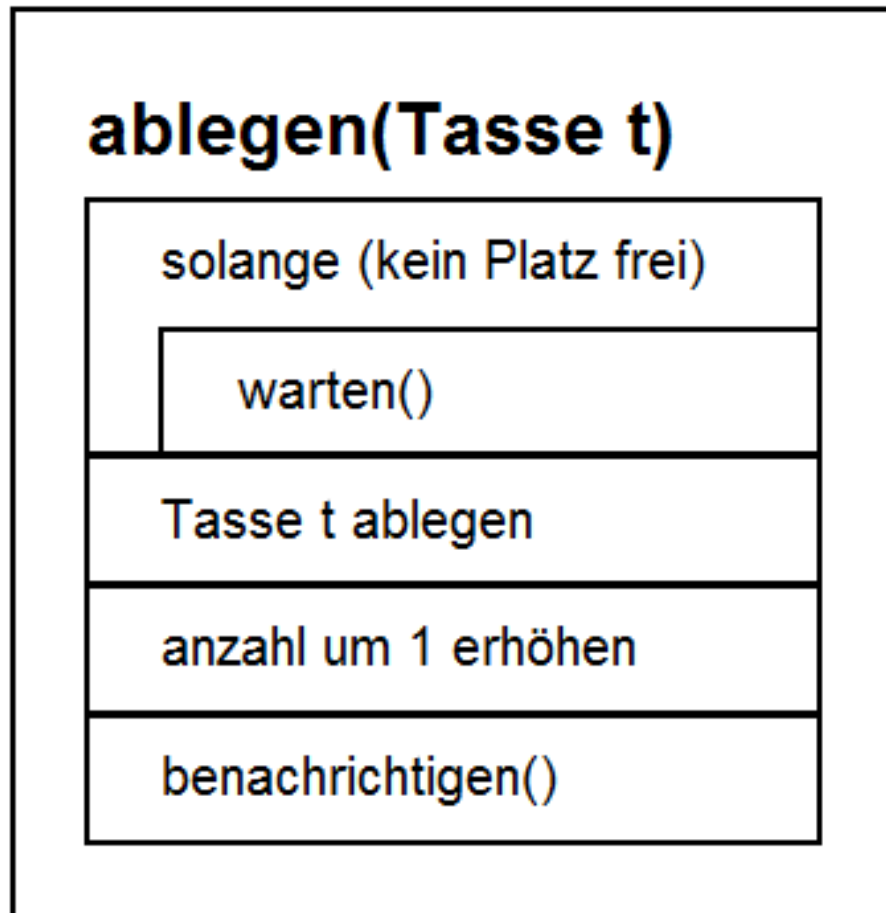 ablegen(Tasse t)
solange (kein Platz frei)
warten()
Tasse t ablegen
anzahl um 1 erhöhen
benachrichtigen()